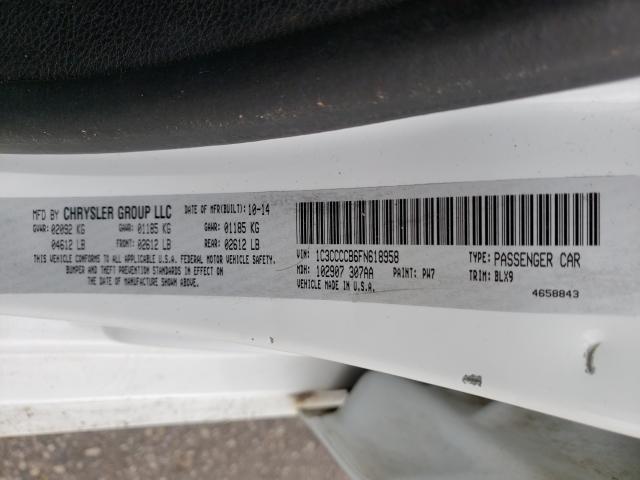 MFD BY CHRYSLER GROUP LLC DATE OF MFR(BUILT): 10-14
GVWR: 02092 KG GAWR: 01185 KG GAWR: 01185 KG
04612 LB FRONT: 02612 LB REAR: 02612 LB
THIS VEHICLE CONFORMS TO ALL APPLICABLE U.S.A. FEDERAL MOTOR VEHICLE SAFETY,
BUMPER AND THEFT PREVENTION STANDARDS IN EFFECT ON
THE DATE OF MANUFACTURE SHOWN ABOVE.
VIN: 1C3CCCCB6FN618958 TYPE: PASSENGER CAR
MDH: 102907 307AA PAINT: PW7 TRIM: BLX9
VEHICLE MADE IN U.S.A.
4658843